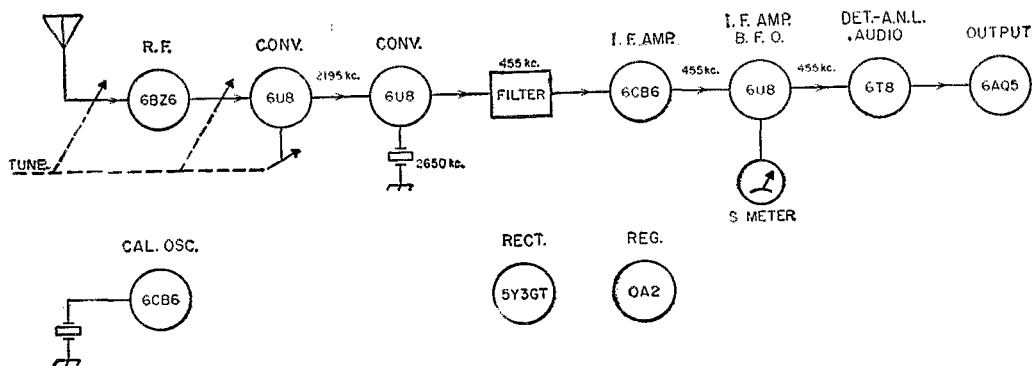 R.F.
CONV.
CONV.
I.F. AMP.
I.F. AMP.
B.F.O.
DET.-A.N.L.
AUDIO
OUTPUT
6BZ6
6U8
2195 kc.
6U8
455 kc.
FILTER
6CB6
455 kc.
6U8
455 kc.
6T8
6AQ5
TUNE
2650 kc.
S METER
CAL. OSC.
6CB6
RECT.
5Y3GT
REG.
OA2